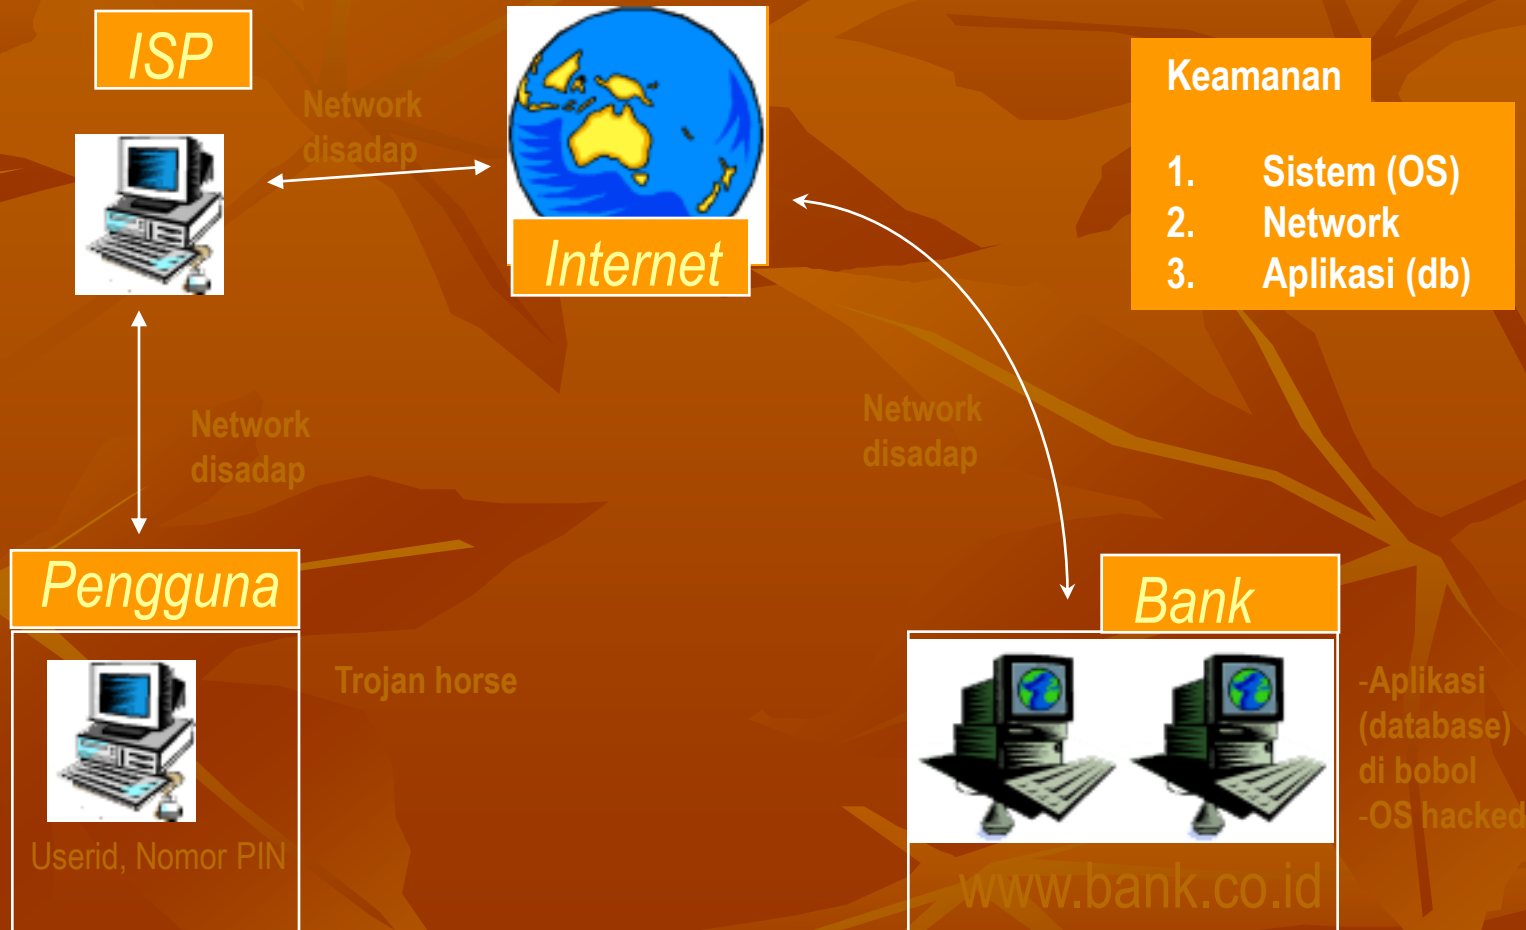 ISP
Network
disadap
Internet
Keamanan
1. Sistem (OS)
2. Network
3. Aplikasi (db)
Network
disadap
Network
disadap
Pengguna
Trojan horse
Userid, Nomor PIN
Bank
www.bank.co.id
-Aplikasi
(database)
di bobol
-OS hacked